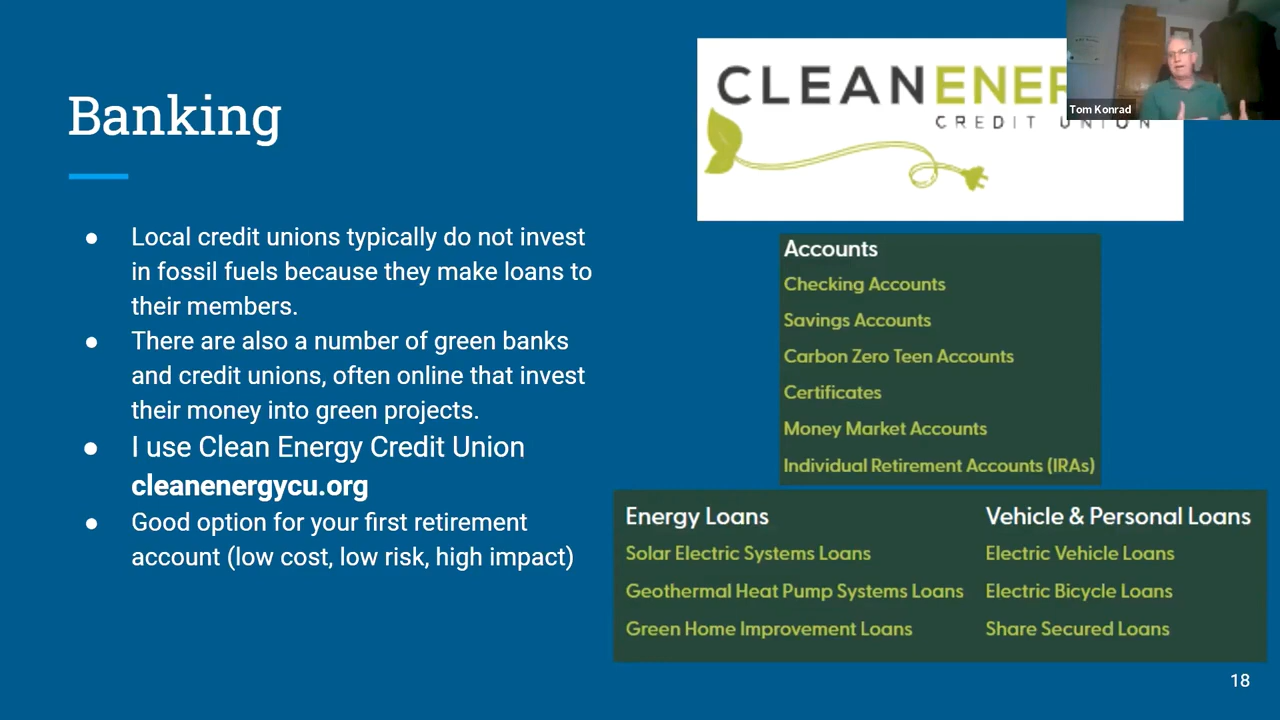 Banking
● Local credit unions typically do not invest
in fossil fuels because they make loans to
their members.
● There are also a number of green banks
and credit unions, often online that invest
their money into green projects.
● I use Clean Energy Credit Union
cleanenergycu.org
● Good option for your first retirement
account (low cost, low risk, high impact)
CLEANENER
CREDIT UNION
Tom Konrad
Accounts
Checking Accounts
Savings Accounts
Carbon Zero Teen Accounts
Certificates
Money Market Accounts
Individual Retirement Accounts (IRAs)
Energy Loans
Solar Electric Systems Loans
Geothermal Heat Pump Systems Loans
Green Home Improvement Loans
Vehicle & Personal Loans
Electric Vehicle Loans
Electric Bicycle Loans
Share Secured Loans
18